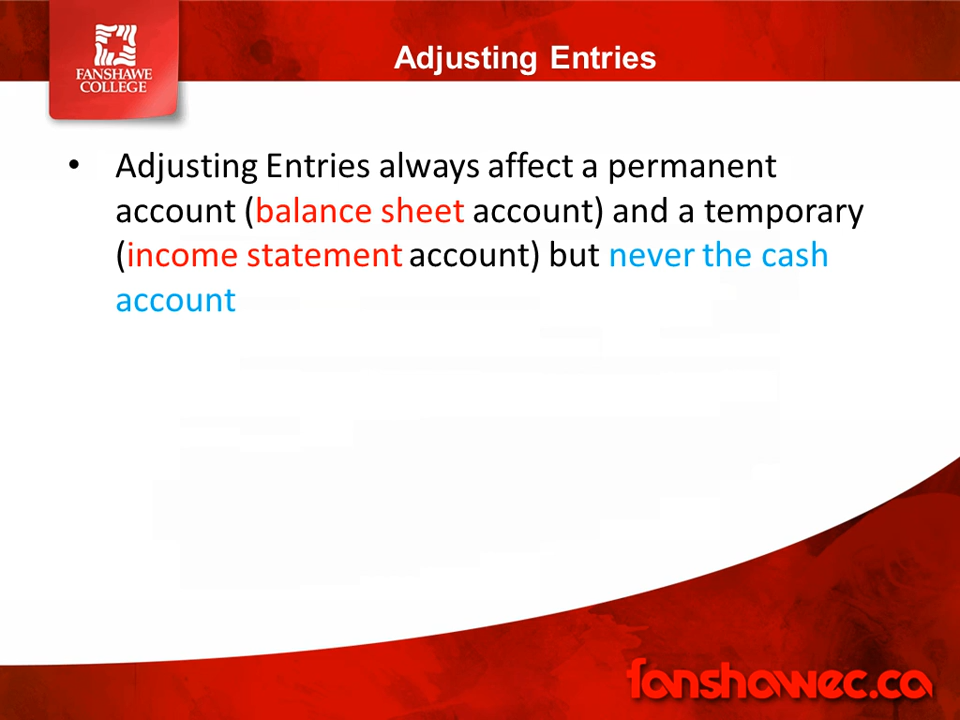 FANSHAWE
COLLEGE
Adjusting Entries
• Adjusting Entries always affect a permanent
account (balance sheet account) and a temporary
(income statement account) but never the cash
account
fanshawec.ca